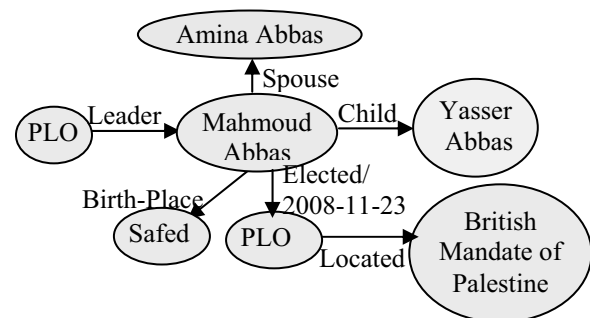 Amina Abbas
Spouse
Leader
Child
PLO
Mahmoud
Abbas
Yasser
Abbas
Elected/
2008-11-23
Birth-Place
Safed
PLO
Located
British
Mandate of
Palestine